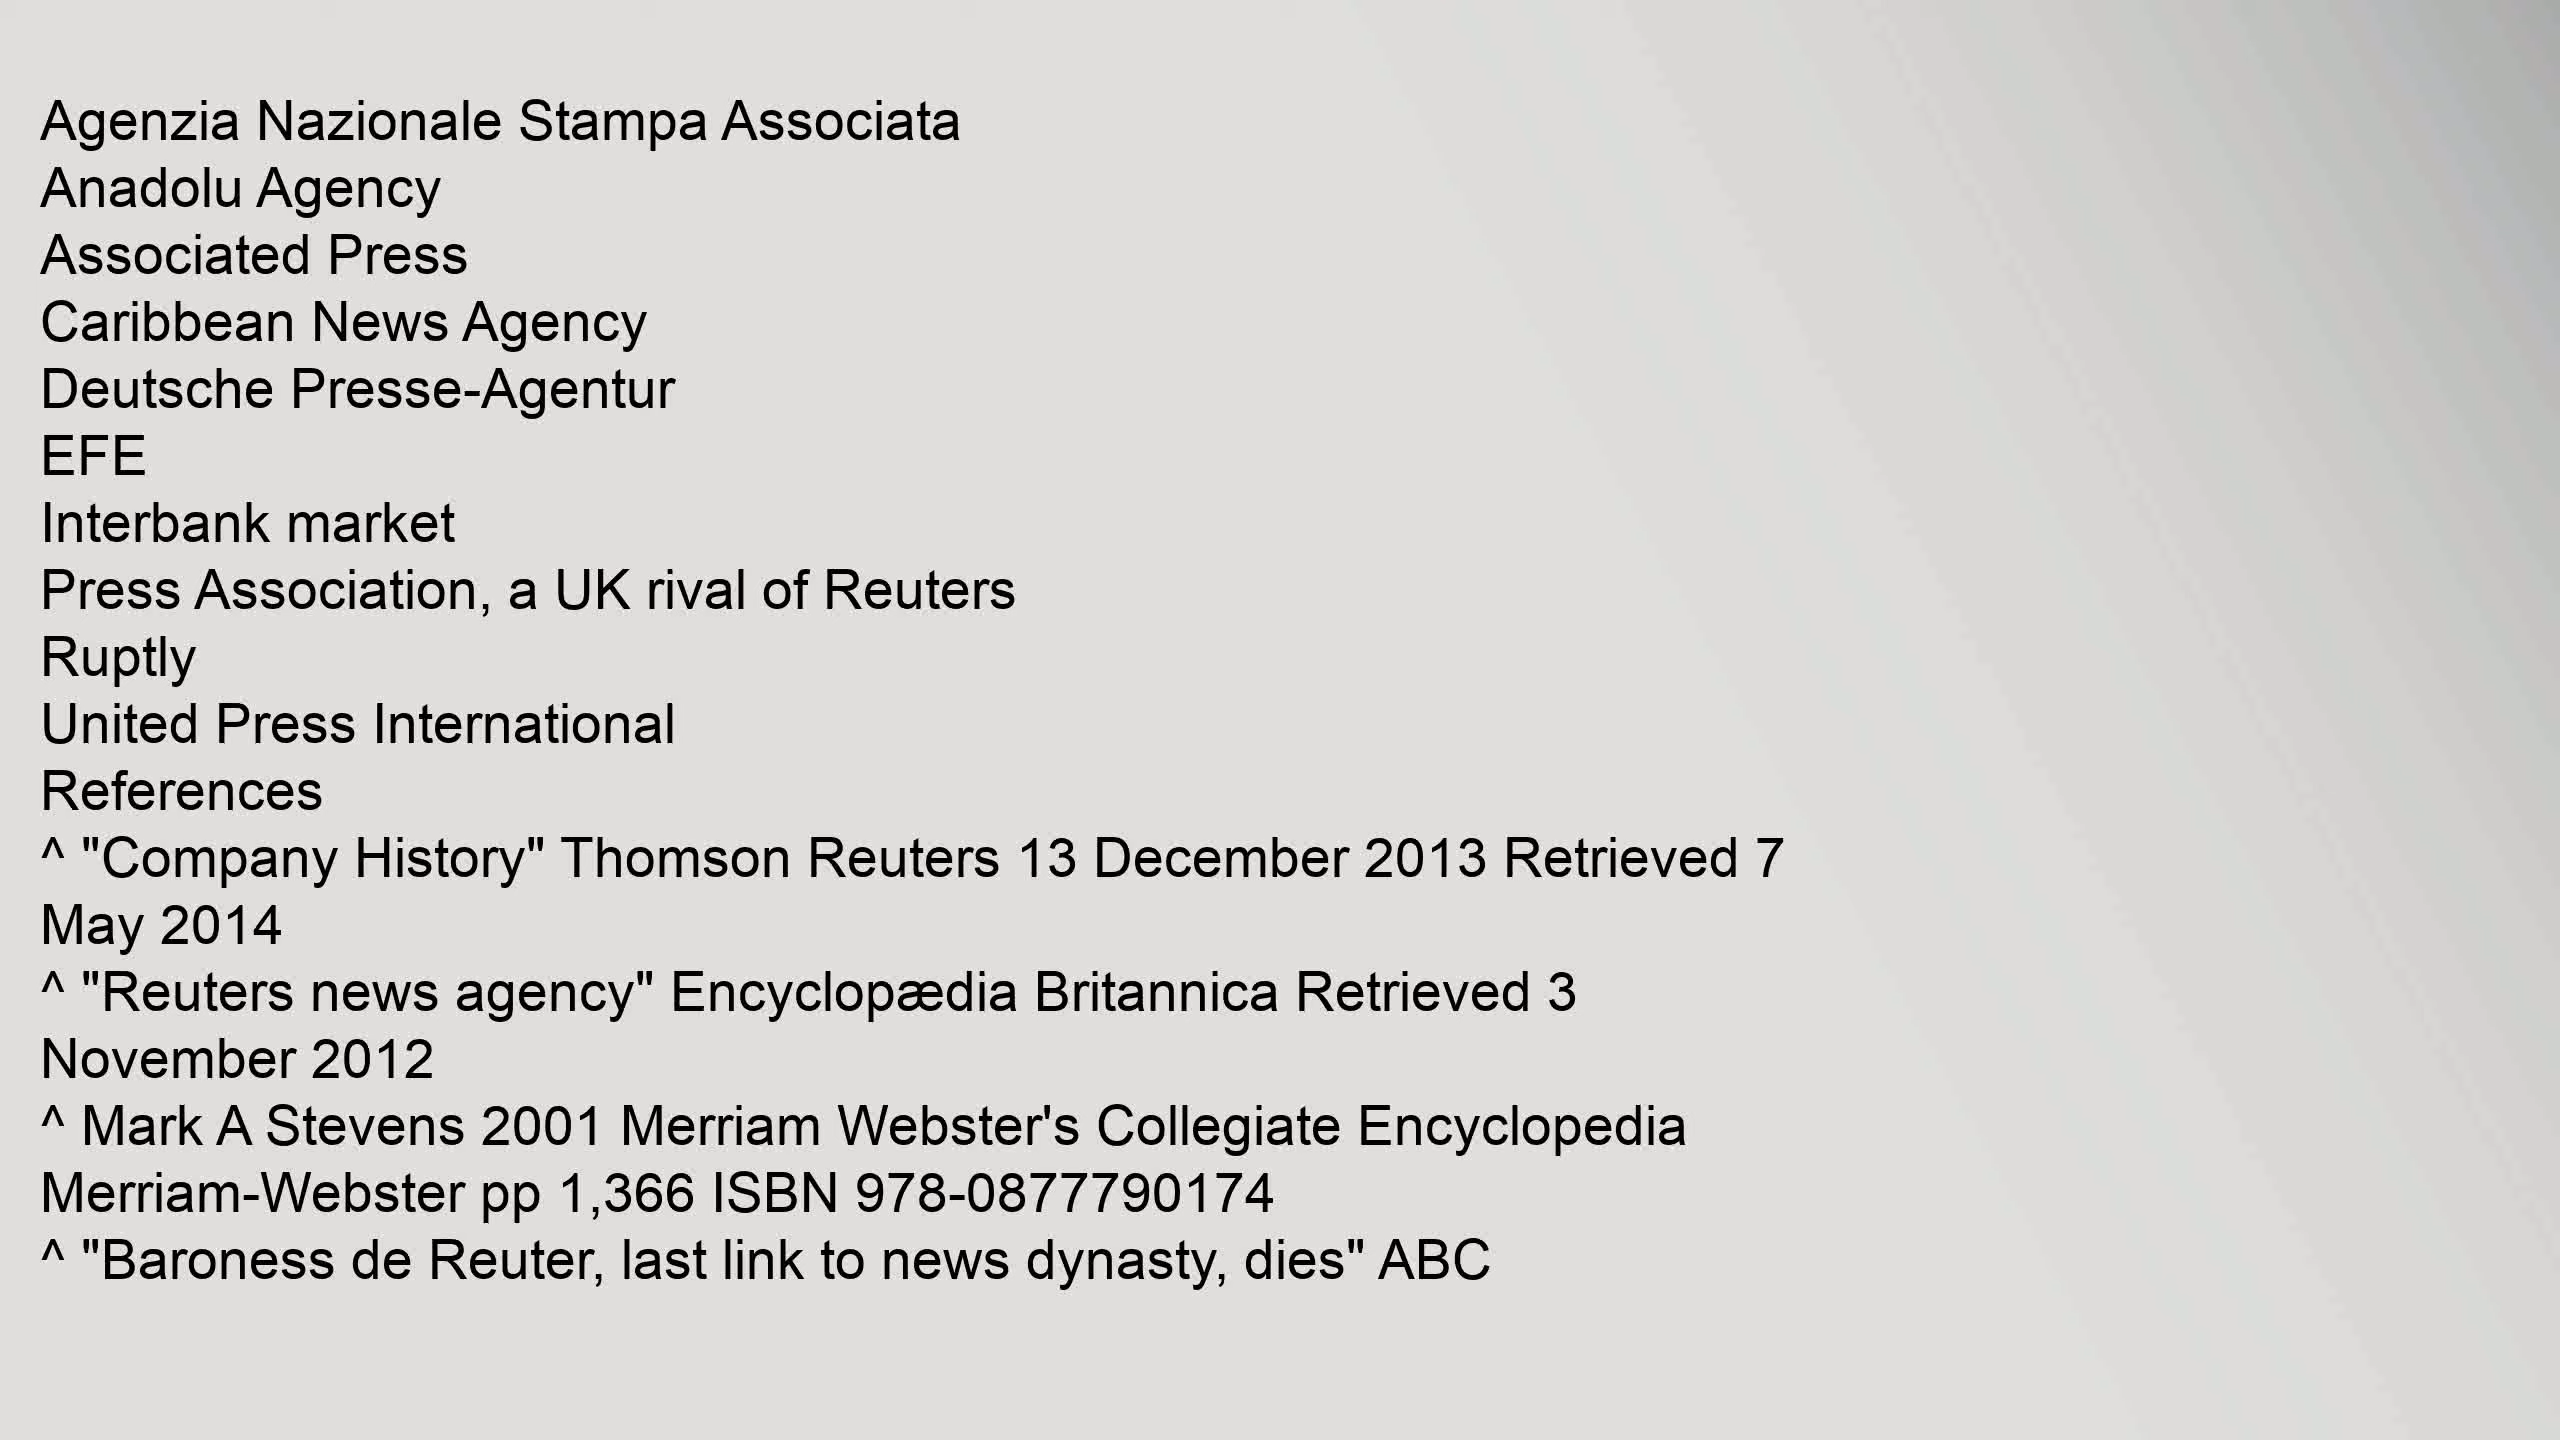 Agenzia Nazionale Stampa Associata
Anadolu Agency
Associated Press
Caribbean News Agency
Deutsche Presse-Agentur
EFE
Interbank market
Press Association, a UK rival of Reuters
Ruptly
United Press International
References
^ "Company History" Thomson Reuters 13 December 2013 Retrieved 7
May 2014
^ "Reuters news agency" Encyclopædia Britannica Retrieved 3
November 2012
^ Mark A Stevens 2001 Merriam Webster's Collegiate Encyclopedia
Merriam-Webster pp 1,366 ISBN 978-0877790174
^ "Baroness de Reuter, last link to news dynasty, dies" ABC